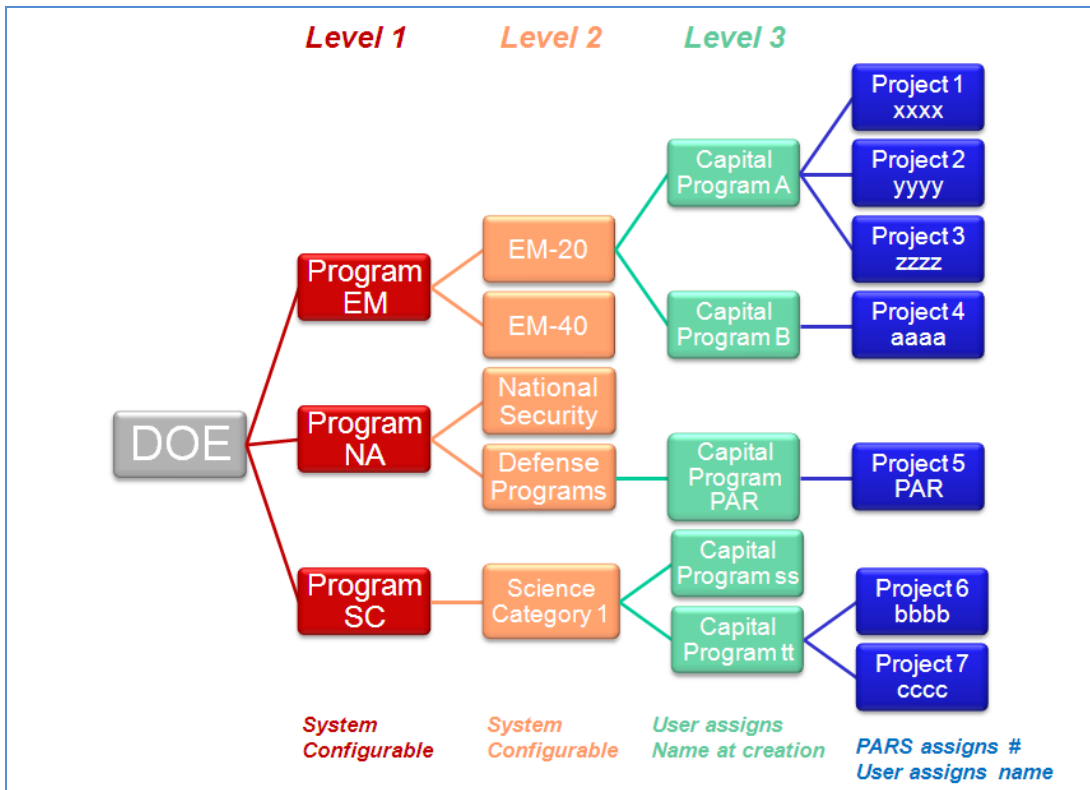 Level 1
Level 2
Level 3
DOE
Program
EM
Program
NA
Program
SC
EM-20
EM-40
National
Security
Defense
Programs
Science
Category 1
Capital
Program A
Capital
Program B
Capital
Program
PAR
Capital
Program ss
Capital
Program tt
Project 1
xxxx
Project 2
yyyy
Project 3
zzzz
Project 4
aaaa
Project 5
PAR
Project 6
bbbb
Project 7
cccc
System
Configurable
System
Configurable
User assigns
Name at creation
PARS assigns #
User assigns name